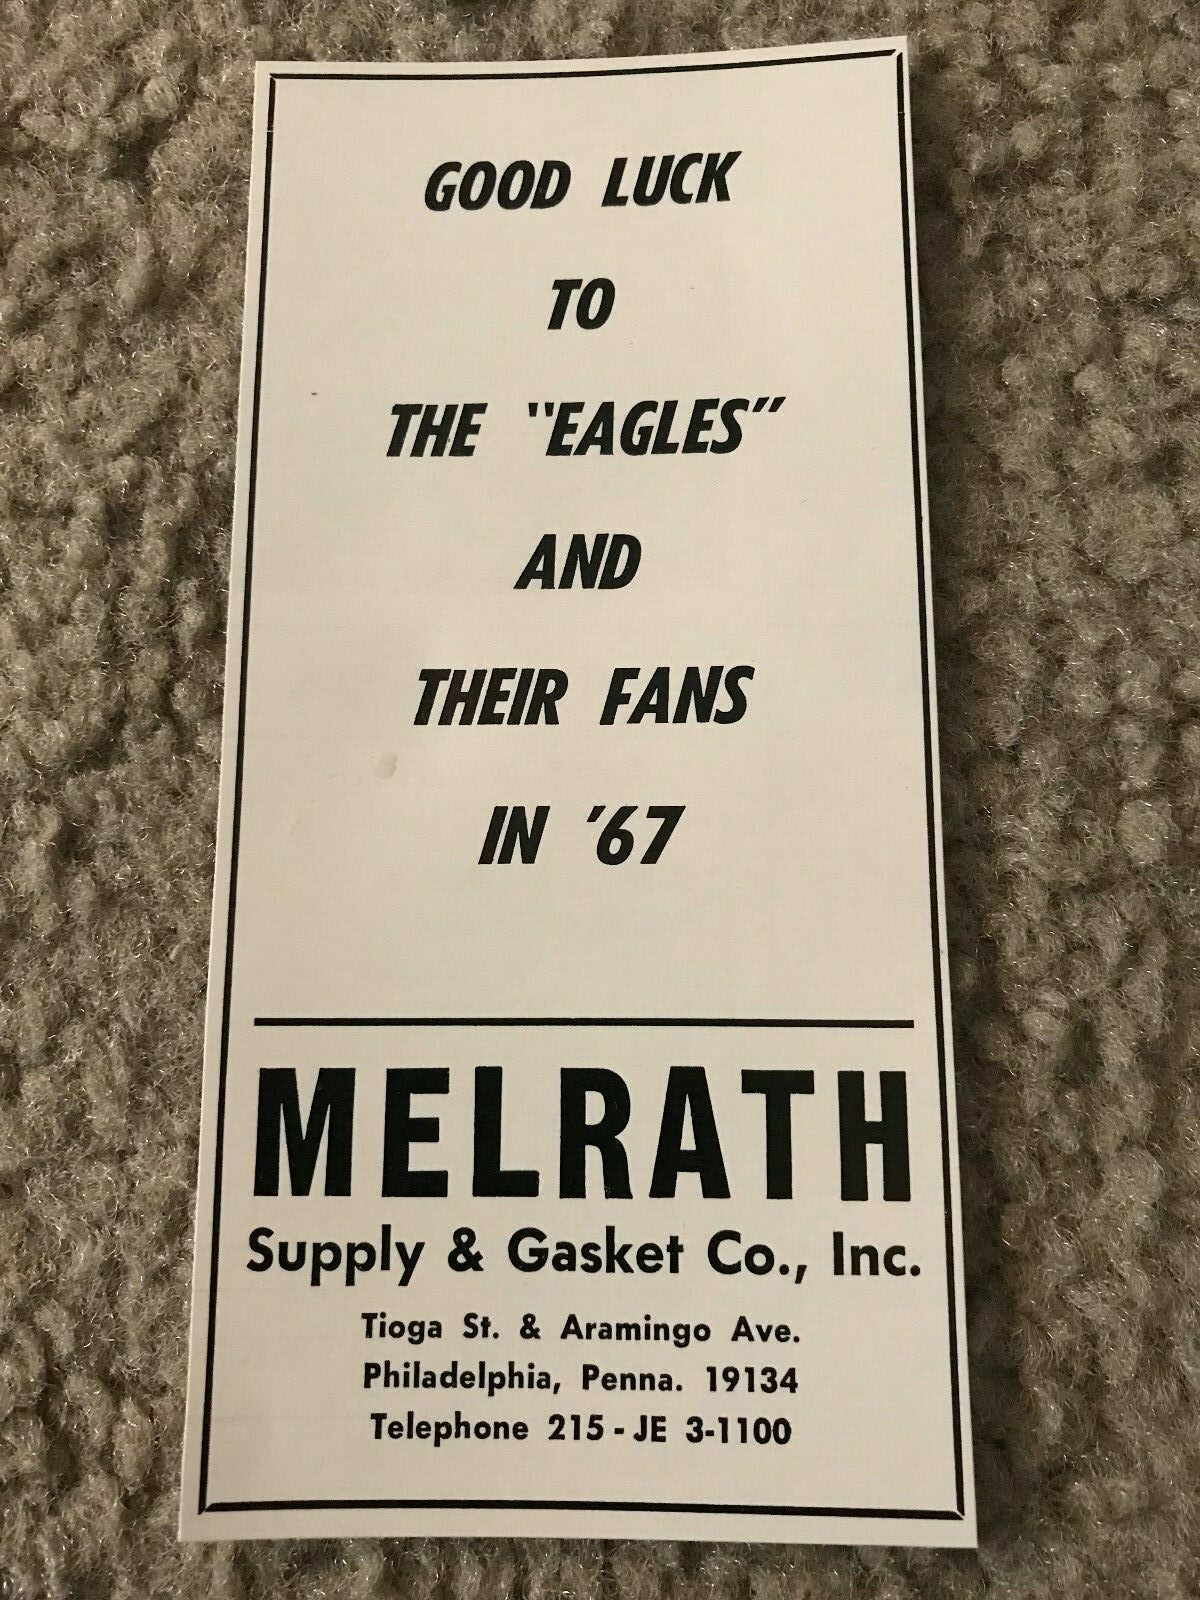 GOOD LUCK
TO
THE "EAGLES"
AND
THEIR FANS
IN '67
MELRATH
Supply & Gasket Co., Inc.
Tioga St. & Aramingo Ave.
Philadelphia, Penna. 19134
Telephone 215 - JE 3-1100